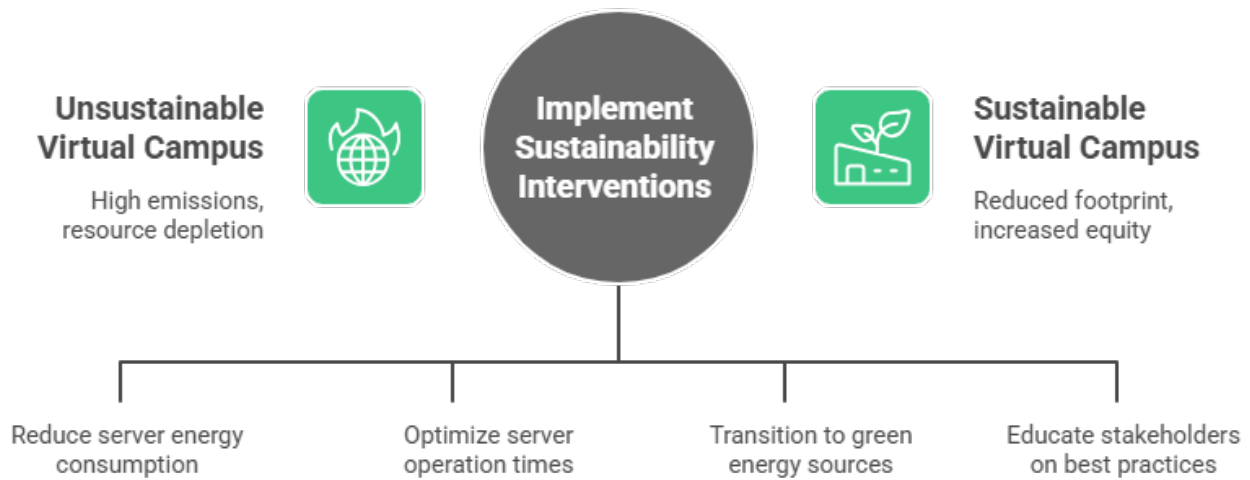 Unsustainable
Virtual Campus
High emissions,
resource depletion
Implement
Sustainability
Interventions
Sustainable
Virtual Campus
Reduced footprint,
increased equity
Reduce server energy
consumption
Optimize server
operation times
Transition to green
energy sources
Educate stakeholders
on best practices